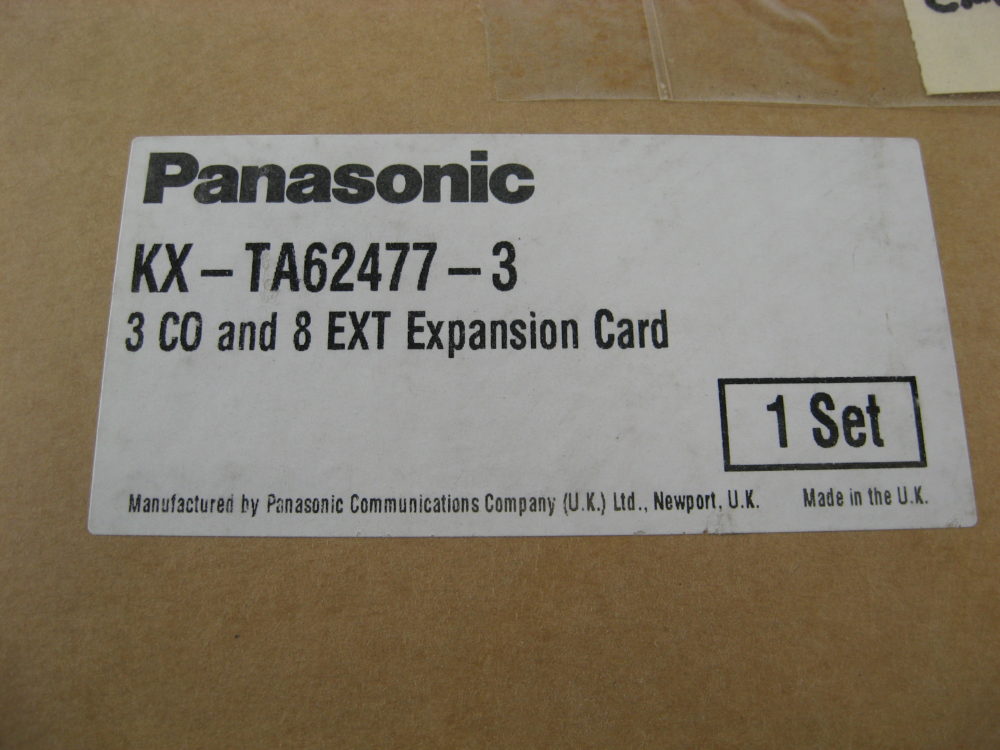 Panasonic
KX-TA62477-3
3 CO and 8 EXT Expansion Card
1 Set
Manufactured by Panasonic Communications Company (U.K.) Ltd., Newport, U.K. Made in the U.K.